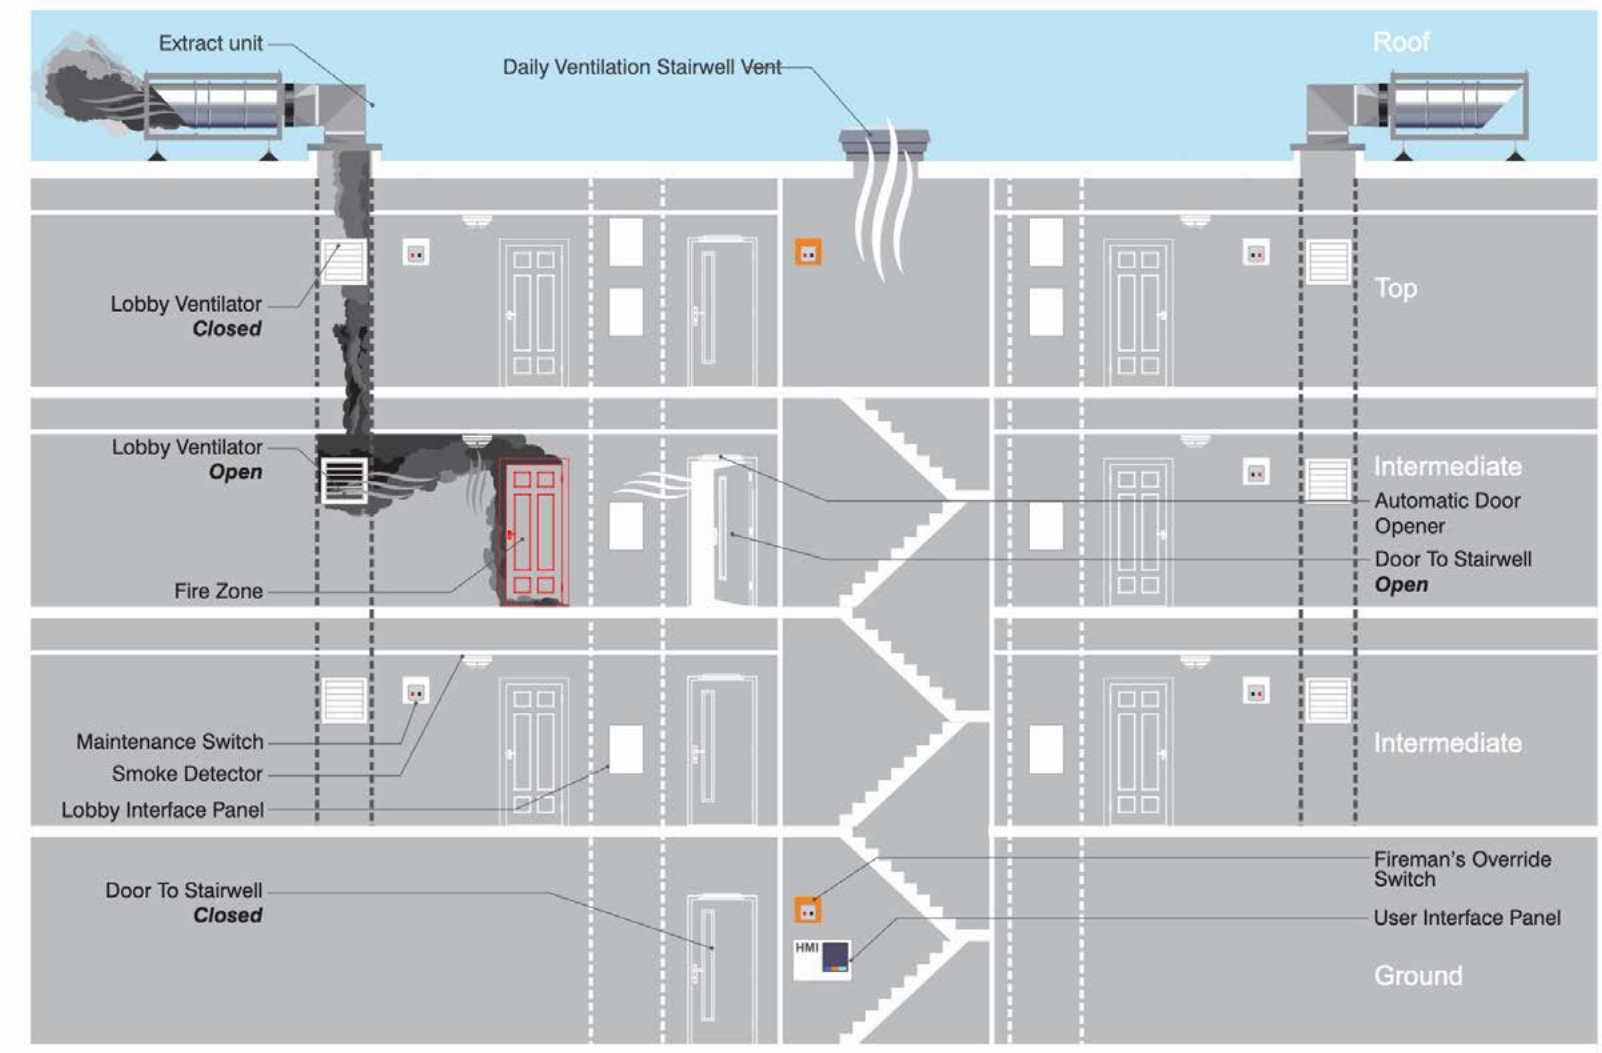 Extract unit
Daily Ventilation Stairwell Vent
Roof
Lobby Ventilator
Closed
Top
Lobby Ventilator
Open
Intermediate
Automatic Door
Opener
Door To Stairwell
Open
Fire Zone
Maintenance Switch
Smoke Detector
Lobby Interface Panel
Intermediate
Door To Stairwell
Closed
Fireman's Override
Switch
User Interface Panel
HMI
Ground